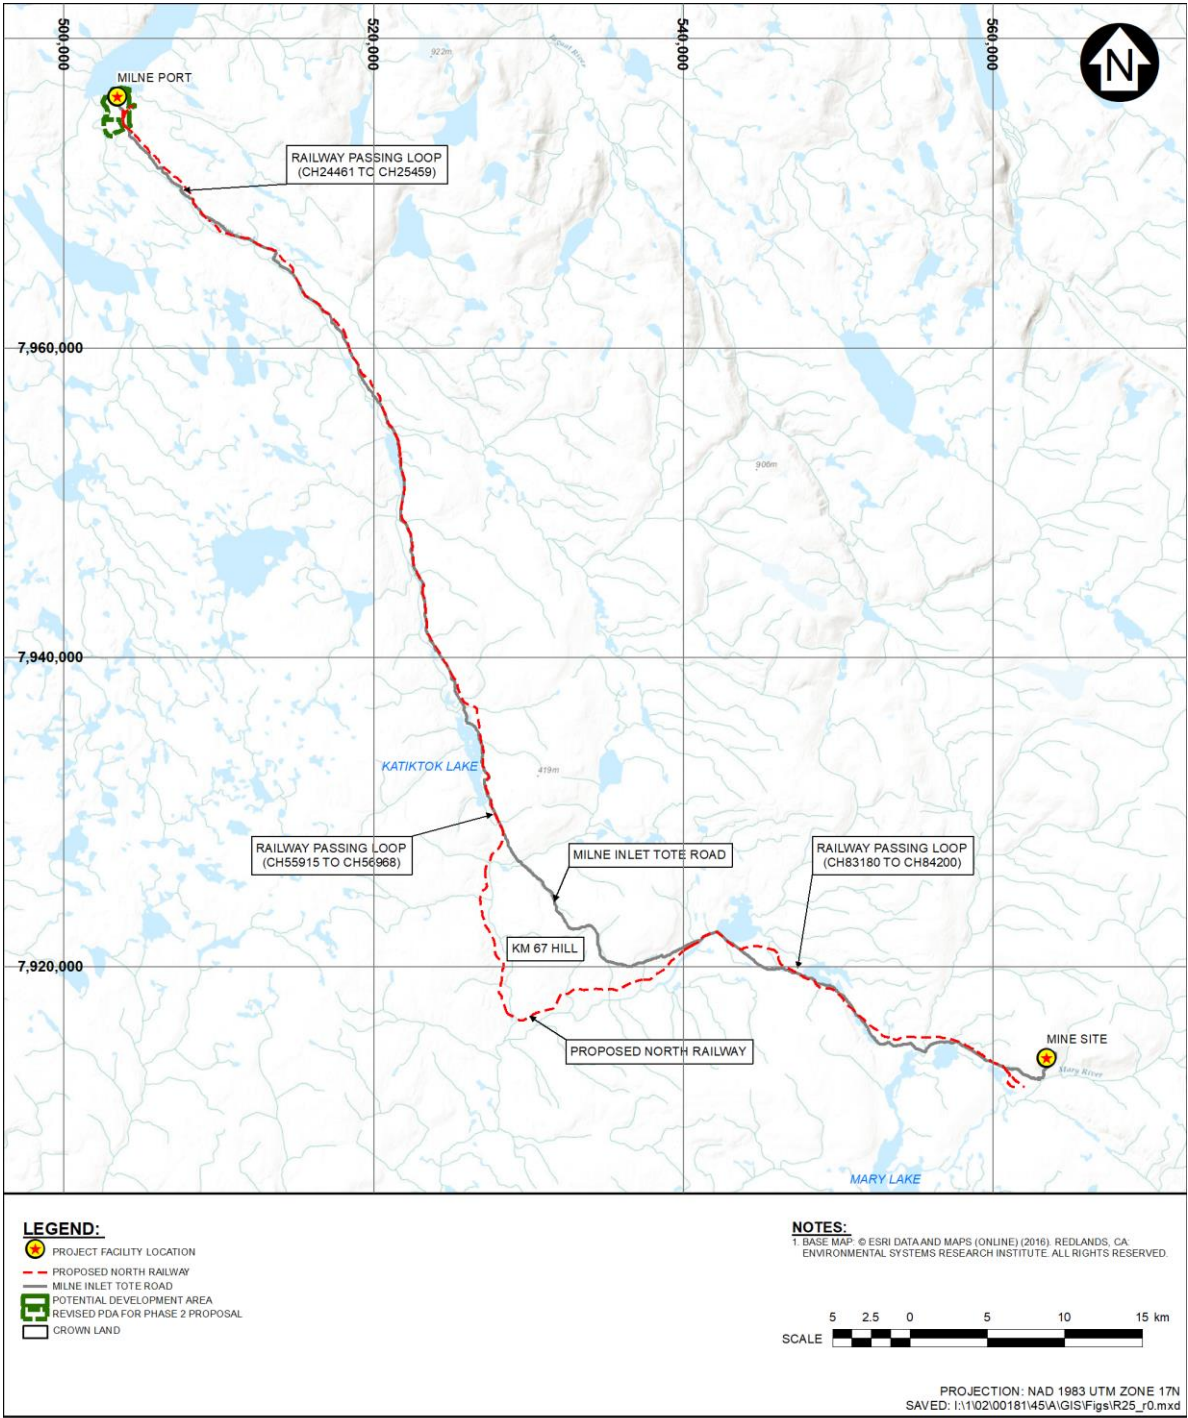 500,000
520,000
540,000
560,000
N
922m
MILNE PORT
RAILWAY PASSING LOOP
(CH24461 TO CH25459)
7,960,000
906m
7,940,000
KATIKTOK LAKE
419m
RAILWAY PASSING LOOP
(CH55915 TO CH56968)
MILNE INLET TOTE ROAD
RAILWAY PASSING LOOP
(CH83180 TO CH84200)
KM 67 HILL
7,920,000
PROPOSED NORTH RAILWAY
MINE SITE
Mary River
MARY LAKE
LEGEND:
PROJECT FACILITY LOCATION
PROPOSED NORTH RAILWAY
MILNE INLET TOTE ROAD
POTENTIAL DEVELOPMENT AREA
REVISED PDA FOR PHASE 2 PROPOSAL
CROWN LAND
NOTES:
1. BASE MAP: © ESRI DATA AND MAPS (ONLINE) (2016). REDLANDS, CA:
ENVIRONMENTAL SYSTEMS RESEARCH INSTITUTE. ALL RIGHTS RESERVED.
5 2.5 0 5 10 15 km
SCALE
PROJECTION: NAD 1983 UTM ZONE 17N
SAVED: I:\1\02\00181\45\A\GIS\Figs\R25_r0.mxd